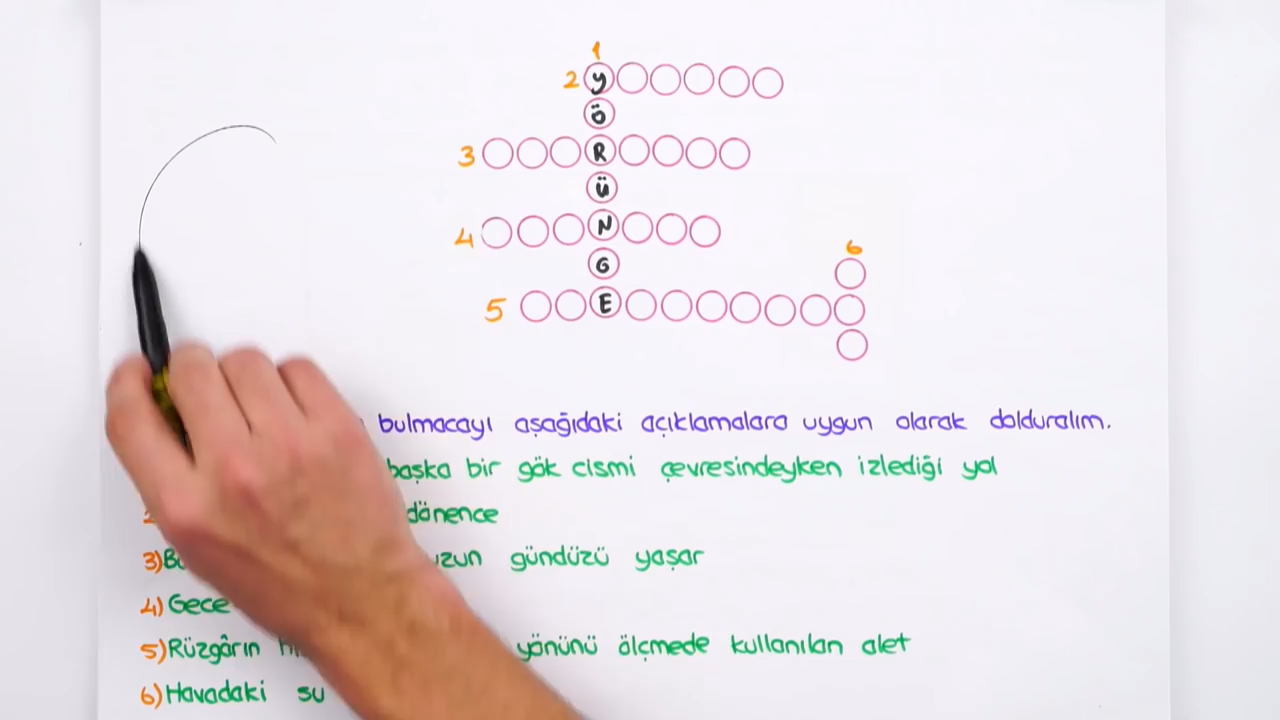 1
2 Y
Ö
3 R
Ü
4 N
6
G
5 E
bulmacayı aşağıdaki açıklamalara uygun olarak dolduralım.
başka bir gök cismi çevresindeyken izlediği yol
dönence
3) uzun gündüzü yaşar
4) Gece
5) Rüzgârın yönünü ölçmede kullanılan alet
6) Havadaki su